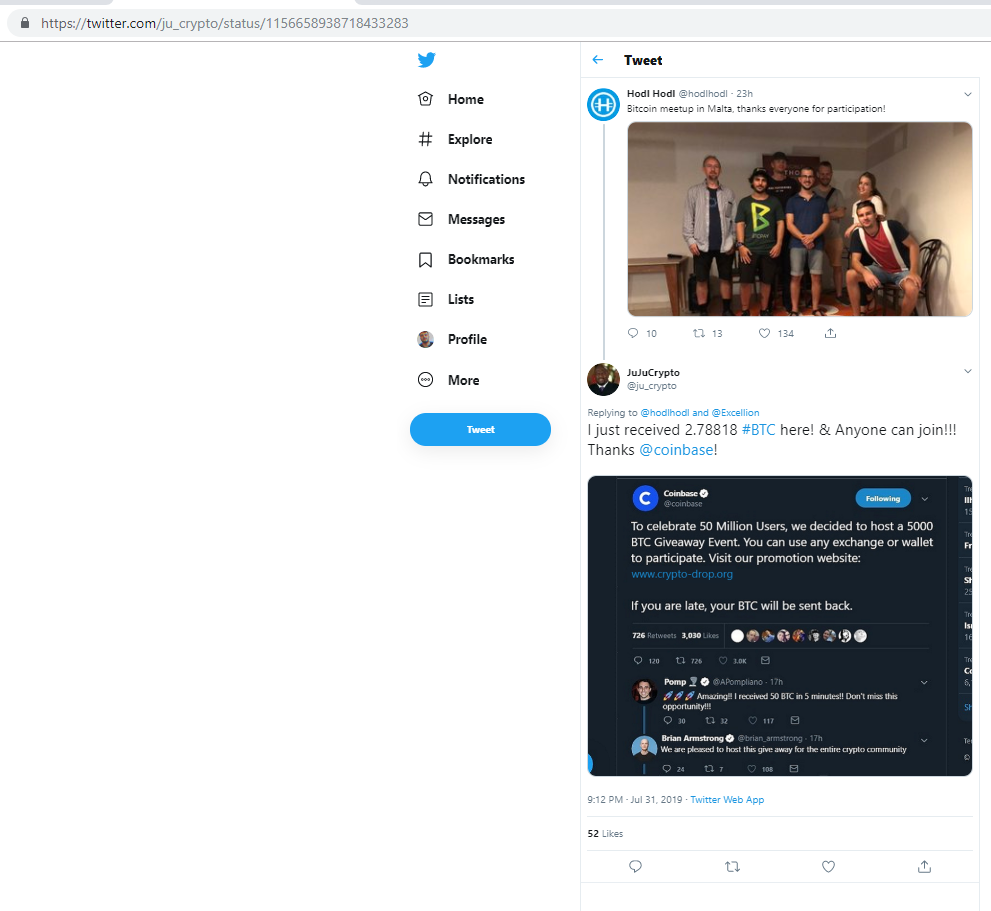 https://twitter.com/ju_crypto/status/1156658938718433283
Home
Explore
Notifications
Messages
Bookmarks
Lists
Profile
More
Tweet
Tweet
Hodl Hodl @hodlhodl · 23h
Bitcoin meetup in Malta, thanks everyone for participation!
10 13 134
JuJuCrypto
@ju_crypto
Replying to @hodlhodl and @Excellion
I just received 2.78818 #BTC here! & Anyone can join!!!
Thanks @coinbase!
Coinbase
@coinbase
Following
To celebrate 50 Million Users, we decided to host a 5000
BTC Giveaway Event. You can use any exchange or wallet
to participate. Visit our promotion website:
www.crypto-drop.org
If you are late, your BTC will be sent back.
726 Retweets 3,030 Likes
120 726 3.0K
Pomp @APompliano · 17h
🚀🚀🚀 Amazing!! I received 50 BTC in 5 minutes!! Don't miss this
opportunity!!!
30 32 117
Brian Armstrong @brian_armstrong · 17h
We are pleased to host this give away for the entire crypto community
24 7 108
9:12 PM · Jul 31, 2019 · Twitter Web App
52 Likes